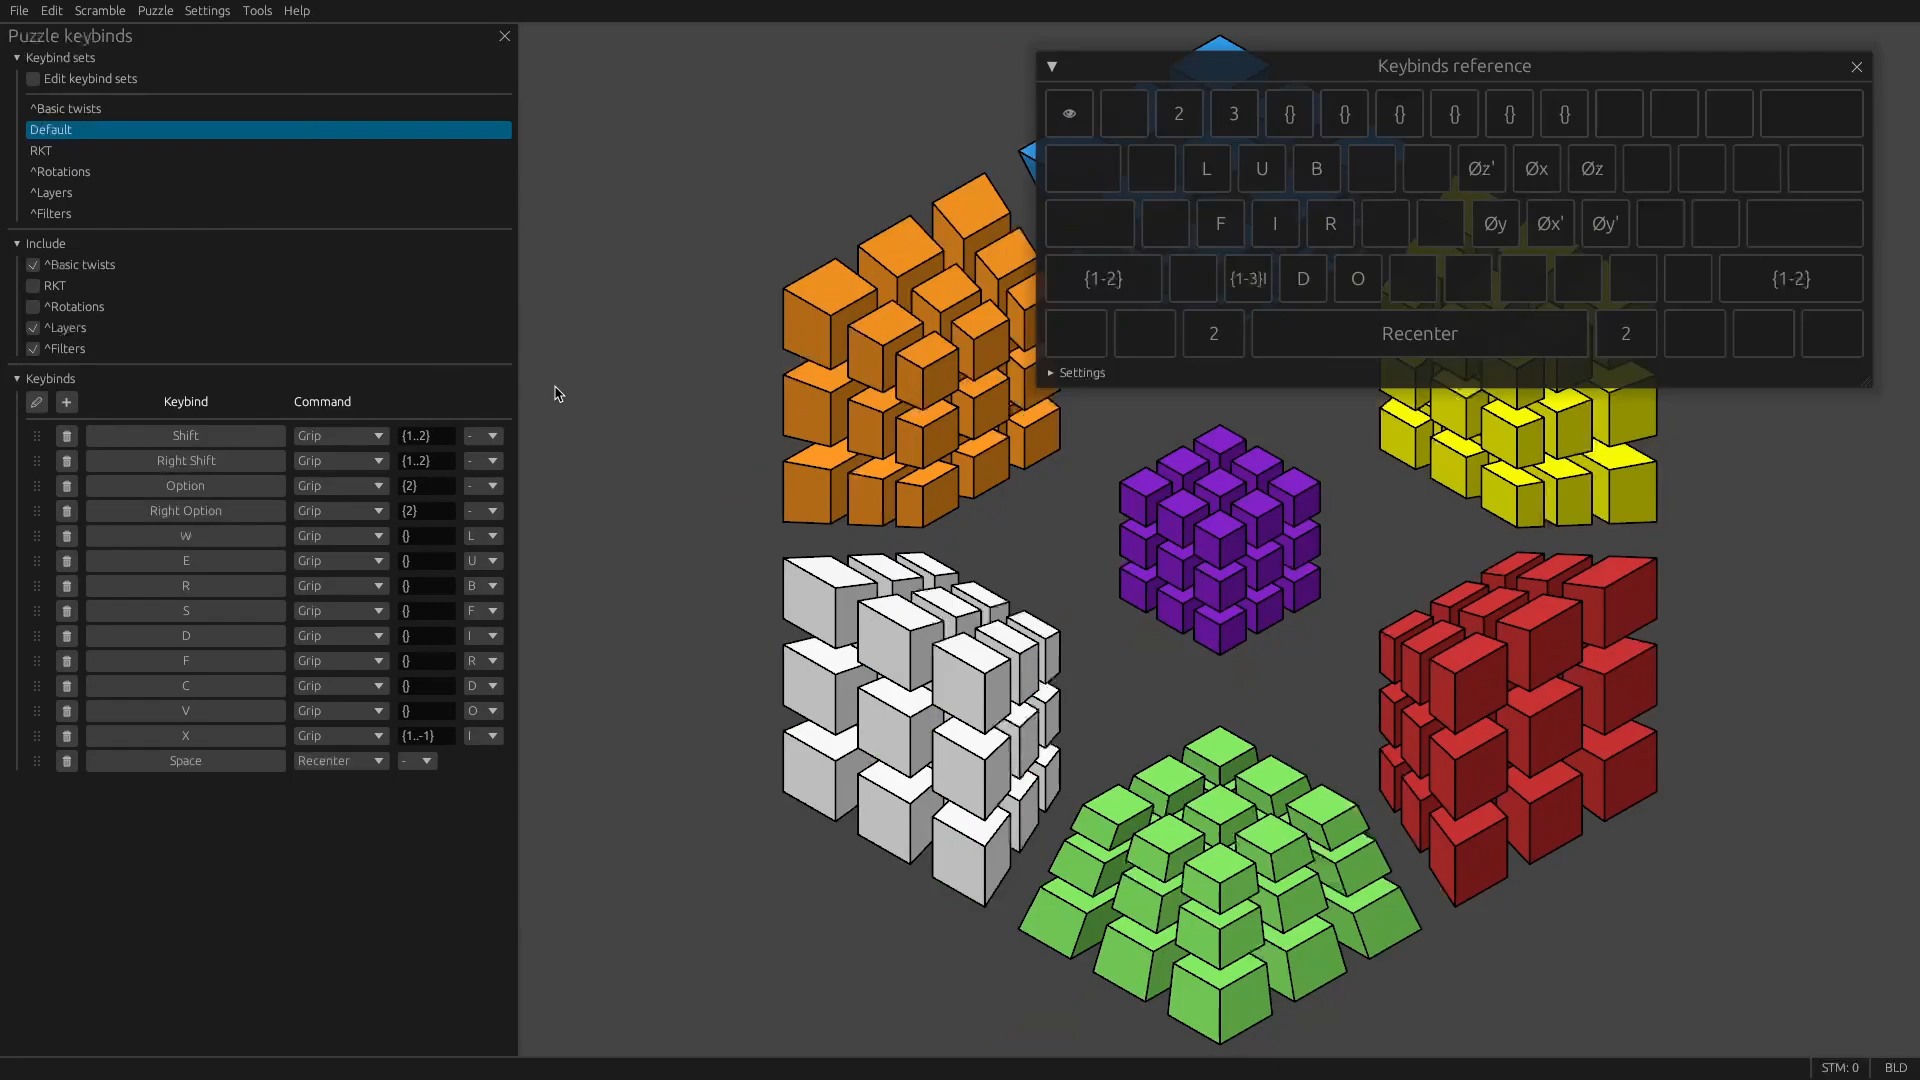 File Edit Scramble Puzzle Settings Tools Help
Puzzle keybinds
Keybind sets
Edit keybind sets
^Basic twists
Default
RKT
^Rotations
^Layers
^Filters
Include
^Basic twists
RKT
^Rotations
^Layers
^Filters
Keybinds
Keybind Command
Shift Grip {1..2} -
Right Shift Grip {1..2} -
Option Grip {2} -
Right Option Grip {2} -
W Grip {} L
E Grip {} U
R Grip {} B
S Grip {} F
D Grip {} I
F Grip {} R
C Grip {} D
V Grip {} O
X Grip {1..-1} I
Space Recenter -
Keybinds reference
2 3 {} {} {} {} {} {}
L U B Øz' Øx Øz
F I R Øy Øx' Øy'
{1-2} {1-3}I D O {1-2}
2 Recenter 2
Settings
STM: 0 BLD